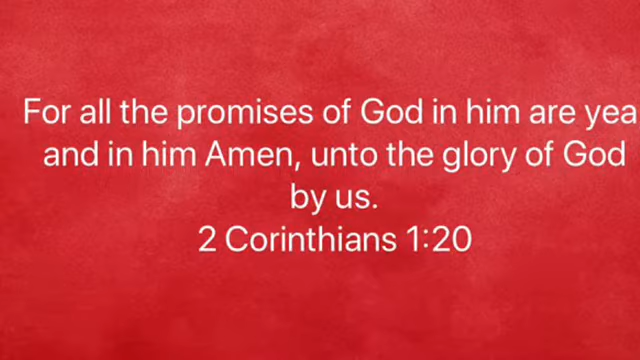 For all the promises of God in him are yea
and in him Amen, unto the glory of God
by us.
2 Corinthians 1:20